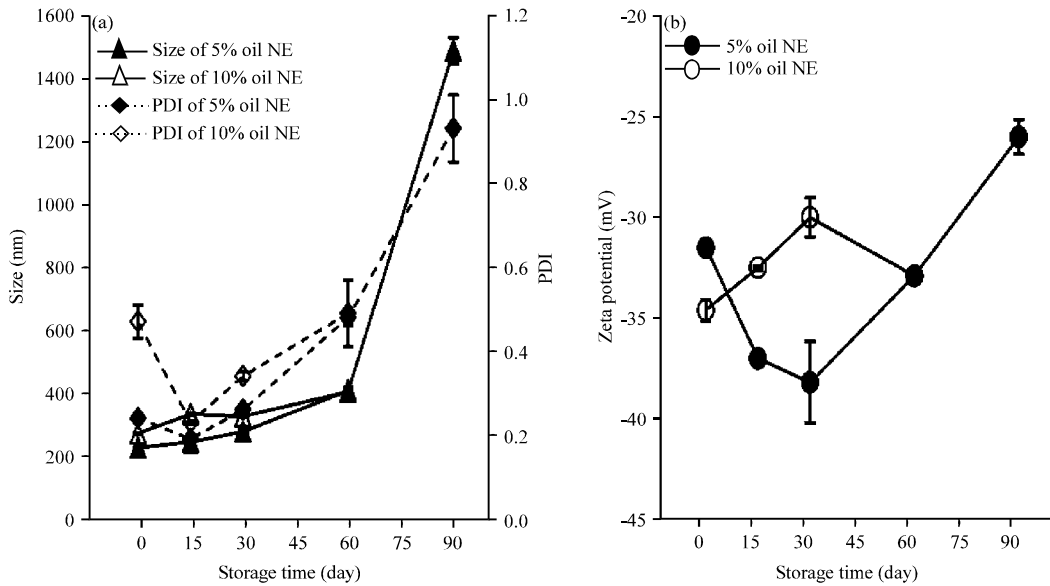 (a)
Size of 5% oil NE
Size of 10% oil NE
PDI of 5% oil NE
PDI of 10% oil NE
1600
1400
1200
1000
800
600
400
200
0
Size (nm)
1.2
1.0
0.8
0.6
0.4
0.2
0.0
PDI
0 15 30 45 60 75 90
Storage time (day)
(b)
5% oil NE
10% oil NE
-20
-25
-30
-35
-40
-45
Zeta potential (mV)
0 15 30 45 60 75 90
Storage time (day)